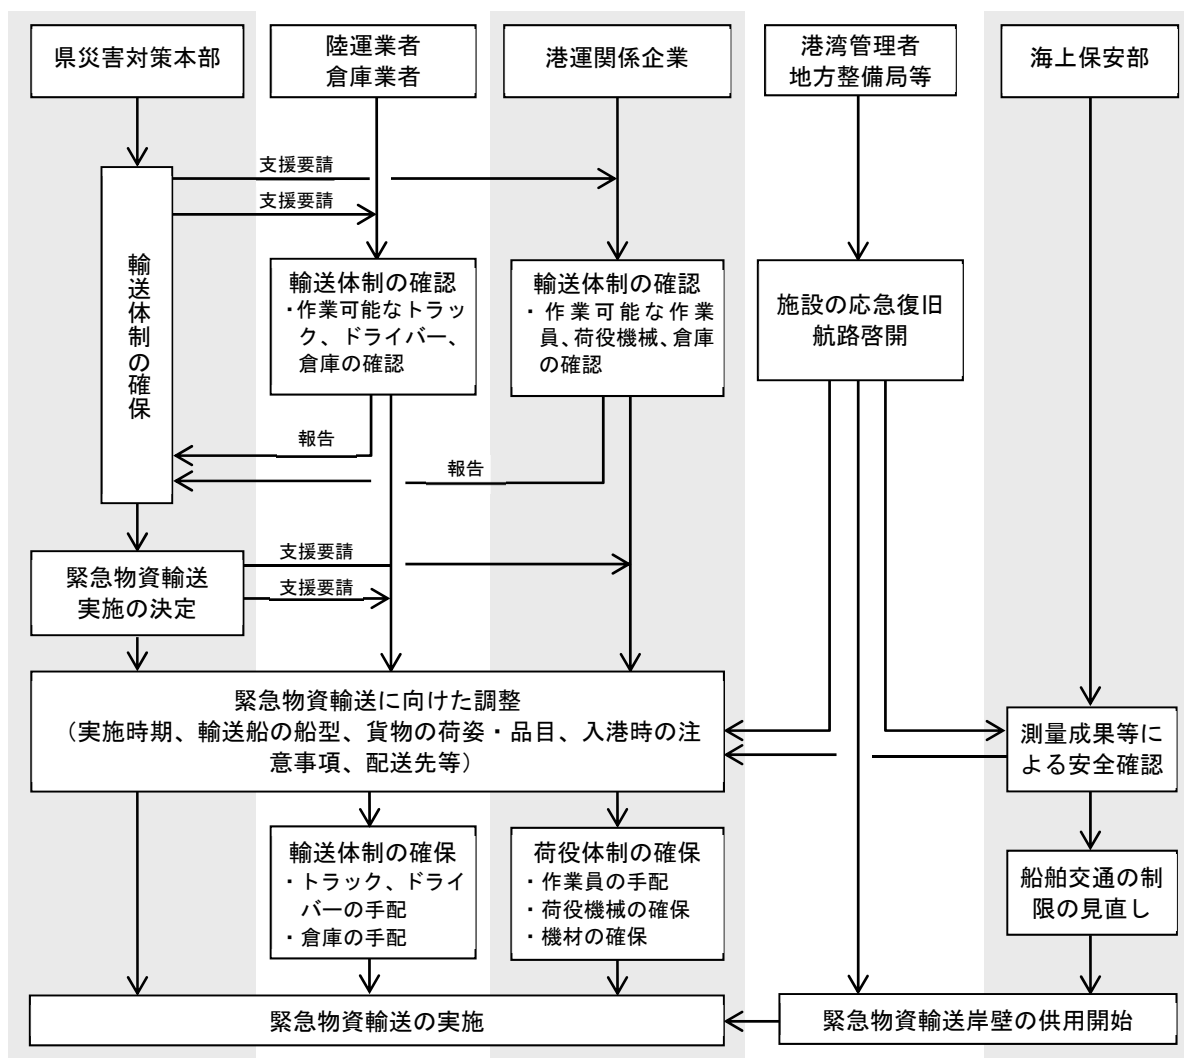 県災害対策本部
陸運業者
倉庫業者
港運関係企業
港湾管理者
地方整備局等
海上保安部
支援要請
支援要請
輸送体制の確保
輸送体制の確認
・作業可能なトラッ
ク、ドライバー、
倉庫の確認
輸送体制の確認
・作業可能な作業
員、荷役機械、倉庫
の確認
施設の応急復旧
航路啓開
報告
報告
緊急物資輸送
実施の決定
支援要請
支援要請
緊急物資輸送に向けた調整
（実施時期、輸送船の船型、貨物の荷姿・品目、入港時の注
意事項、配送先等）
測量成果等に
よる安全確認
輸送体制の確保
・トラック、ドライ
バーの手配
・倉庫の手配
荷役体制の確保
・作業員の手配
・荷役機械の確保
・機材の確保
船舶交通の制
限の見直し
緊急物資輸送の実施
緊急物資輸送岸壁の供用開始